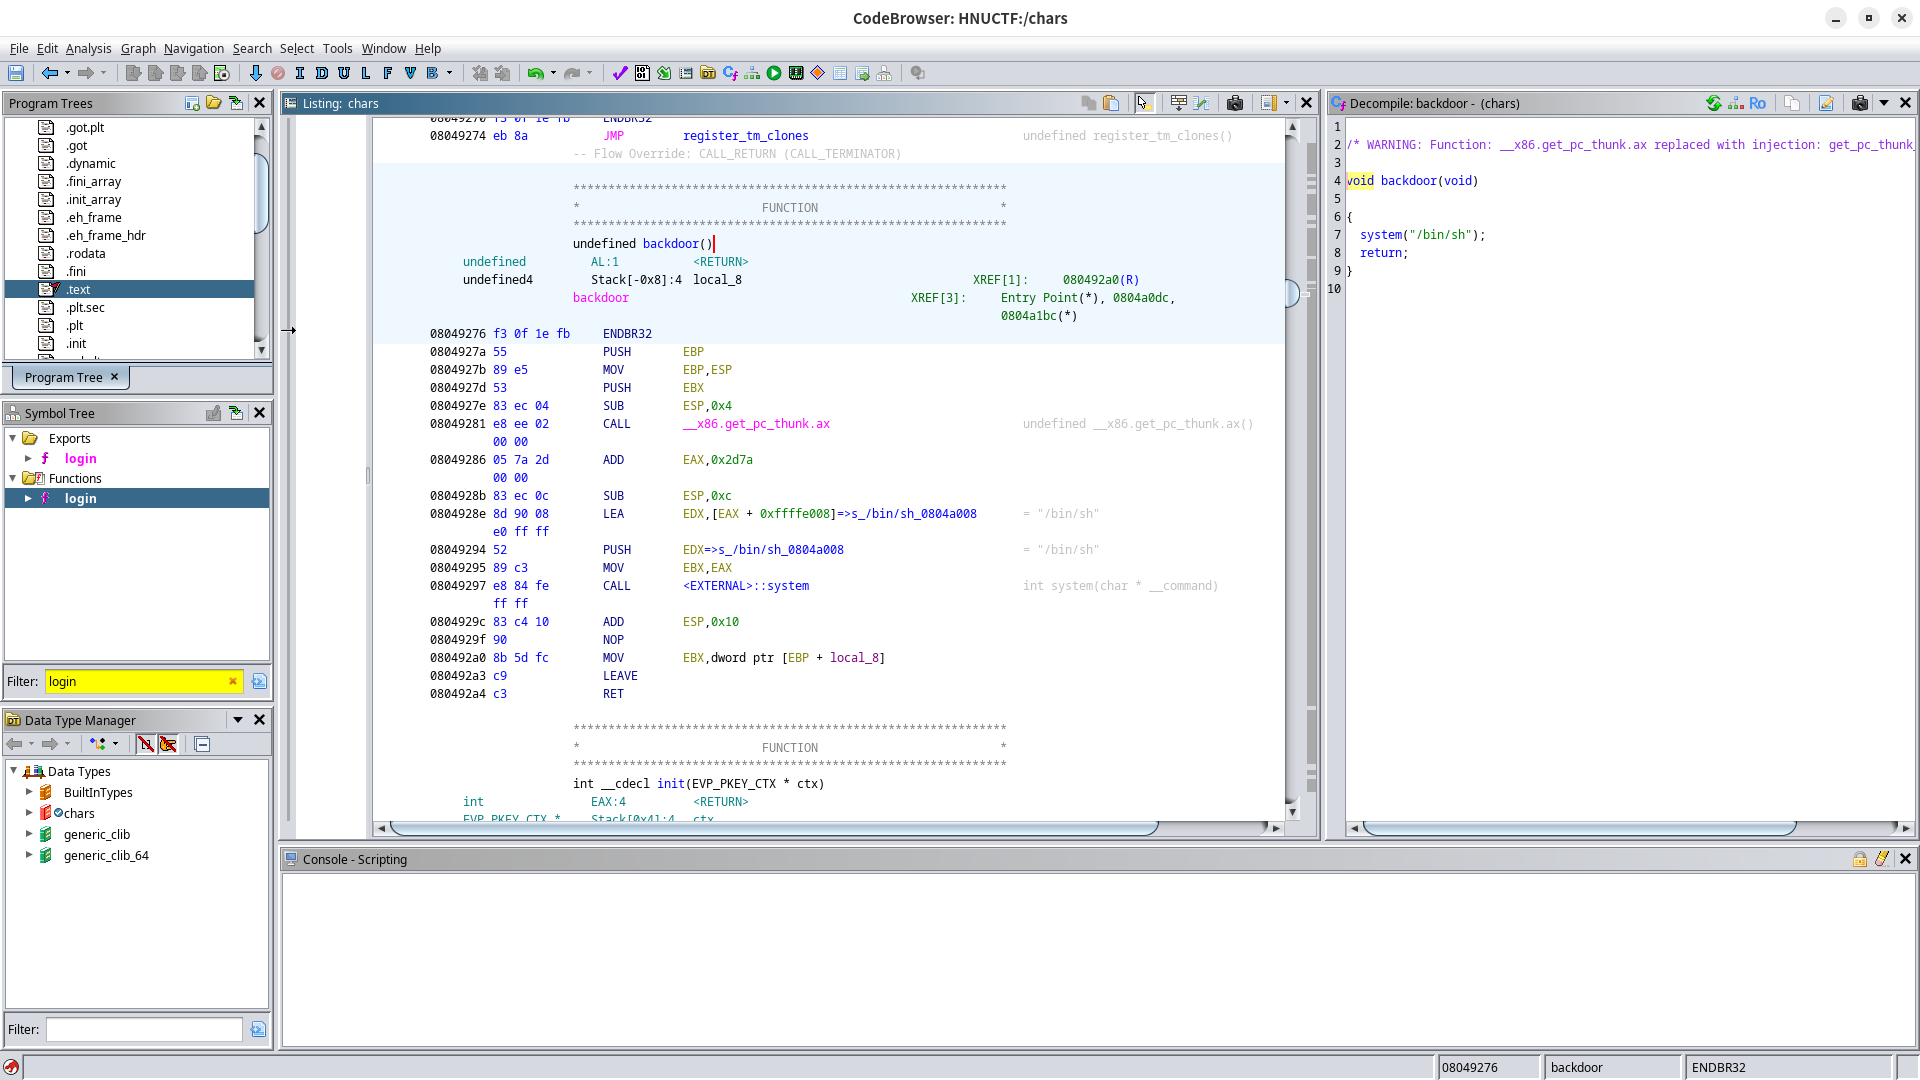 CodeBrowser: HNUCTF:/chars
File Edit Analysis Graph Navigation Search Select Tools Window Help
I D U L F V B
Program Trees
.got.plt
.got
.dynamic
.fini_array
.init_array
.eh_frame
.eh_frame_hdr
.rodata
.fini
.text
.plt.sec
.plt
.init
Program Tree
Symbol Tree
Exports
f login
Functions
f login
Filter: login
Data Type Manager
Data Types
BuiltInTypes
chars
generic_clib
generic_clib_64
Filter:
Listing: chars
08049270 f3 0f 1e fb ENDBR32
08049274 eb 8a JMP register_tm_clones undefined register_tm_clones()
-- Flow Override: CALL_RETURN (CALL_TERMINATOR)
**************************************************************
* FUNCTION *
**************************************************************
undefined backdoor()
undefined AL:1 <RETURN>
undefined4 Stack[-0x8]:4 local_8 XREF[1]: 080492a0(R)
backdoor XREF[3]: Entry Point(*), 0804a0dc,
0804a1bc(*)
08049276 f3 0f 1e fb ENDBR32
0804927a 55 PUSH EBP
0804927b 89 e5 MOV EBP,ESP
0804927d 53 PUSH EBX
0804927e 83 ec 04 SUB ESP,0x4
08049281 e8 ee 02 CALL __x86.get_pc_thunk.ax undefined __x86.get_pc_thunk.ax()
00 00
08049286 05 7a 2d ADD EAX,0x2d7a
00 00
0804928b 83 ec 0c SUB ESP,0xc
0804928e 8d 90 08 LEA EDX,[EAX + 0xffffe008]=>s_/bin/sh_0804a008 = "/bin/sh"
e0 ff ff
08049294 52 PUSH EDX=>s_/bin/sh_0804a008 = "/bin/sh"
08049295 89 c3 MOV EBX,EAX
08049297 e8 84 fe CALL <EXTERNAL>::system int system(char * __command)
ff ff
0804929c 83 c4 10 ADD ESP,0x10
0804929f 90 NOP
080492a0 8b 5d fc MOV EBX,dword ptr [EBP + local_8]
080492a3 c9 LEAVE
080492a4 c3 RET
**************************************************************
* FUNCTION *
**************************************************************
int __cdecl init(EVP_PKEY_CTX * ctx)
int EAX:4 <RETURN>
EVP_PKEY_CTX * Stack[0x4]:4 ctx
Decompile: backdoor - (chars)
Ro
1
2 /* WARNING: Function: __x86.get_pc_thunk.ax replaced with injection: get_pc_thunk_
3
4 void backdoor(void)
5
6 {
7 system("/bin/sh");
8 return;
9 }
10
Console - Scripting
08049276 backdoor ENDBR32